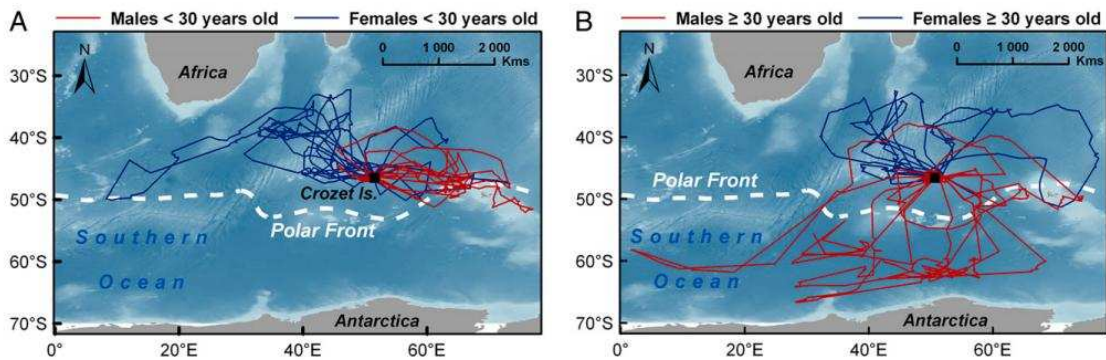 A
Males < 30 years old
Females < 30 years old
N
0
1 000
2 000
Kms
Africa
30°S
40°S
50°S
60°S
70°S
Crozet Is.
Polar Front
Southern
Ocean
Antarctica
0°
20°E
40°E
60°E
B
Males ≥ 30 years old
Females ≥ 30 years old
N
0
1 000
2 000
Kms
Africa
30°S
40°S
50°S
60°S
70°S
Polar Front
Southern
Ocean
Antarctica
0°
20°E
40°E
60°E